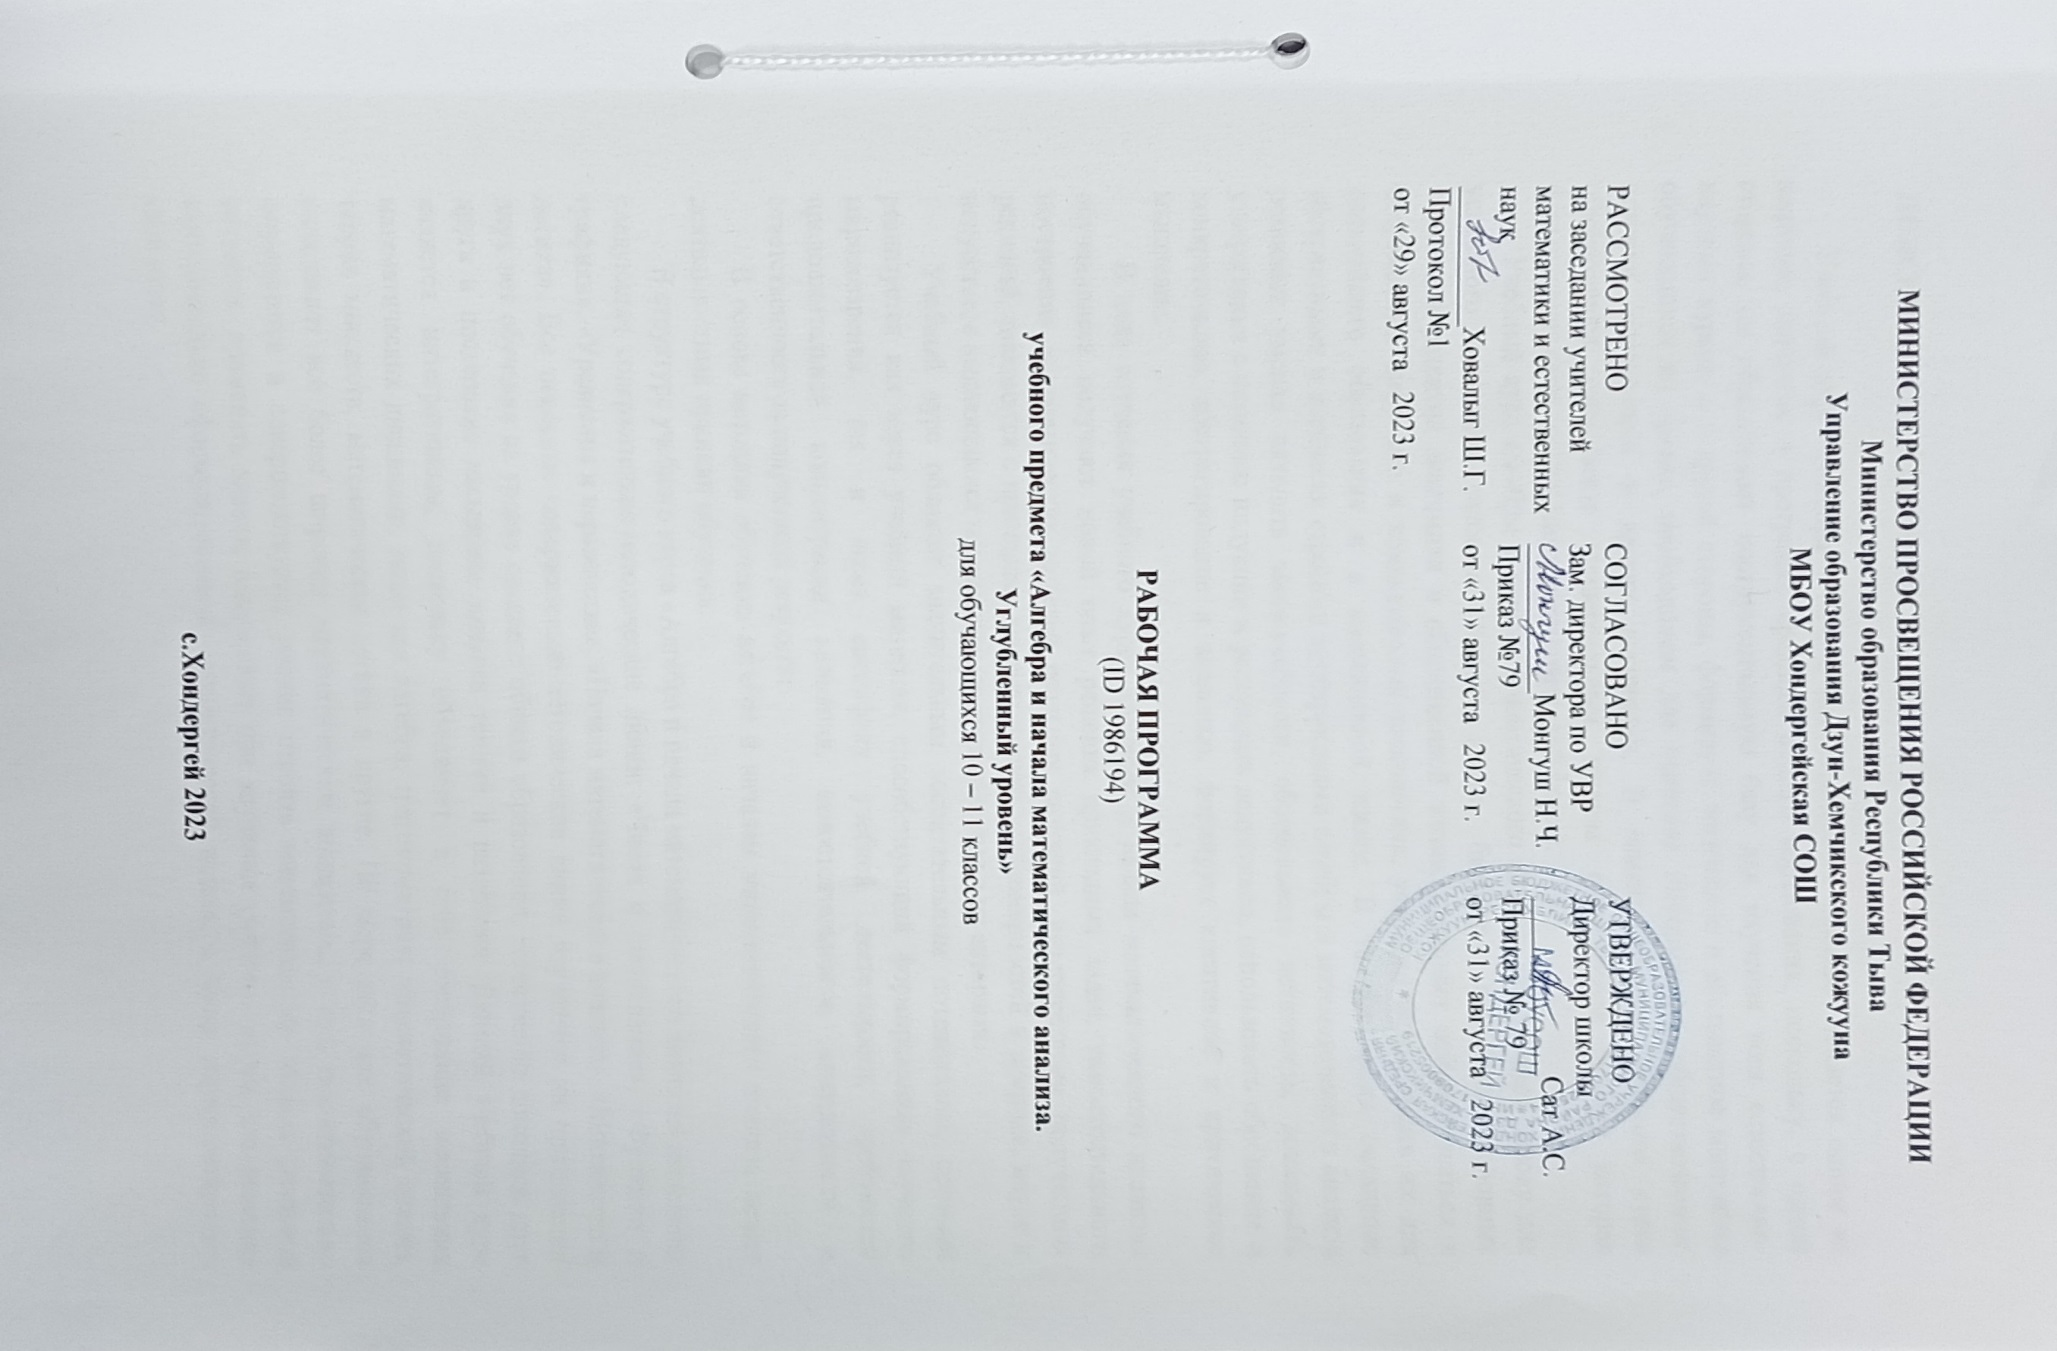 МИНИСТЕРСТВО ПРОСВЕЩЕНИЯ РОССИЙСКОЙ ФЕДЕРАЦИИ
Министерство образования Республики Тыва
Управление образования Дзун-Хемчикского кожууна
МБОУ Хондергейская СОШ
РАССМОТРЕНО
на заседании учителей
математики и естественных
наук
Ховалыг Ш.Г.
Протокол №1
от «29» августа 2023 г.
СОГЛАСОВАНО
Зам. директора по УВР
Монгуш Монгуш Н.Ч.
Приказ №79
от «31» августа 2023 г.
УТВЕРЖДЕНО
Директор школы
Сат А.С.
Приказ № 79
от «31» августа 2023 г.
РАБОЧАЯ ПРОГРАММА
(ID 1986194)
учебного предмета «Алгебра и начала математического анализа.
Углубленный уровень»
для обучающихся 10 – 11 классов
с.Хондергей 2023